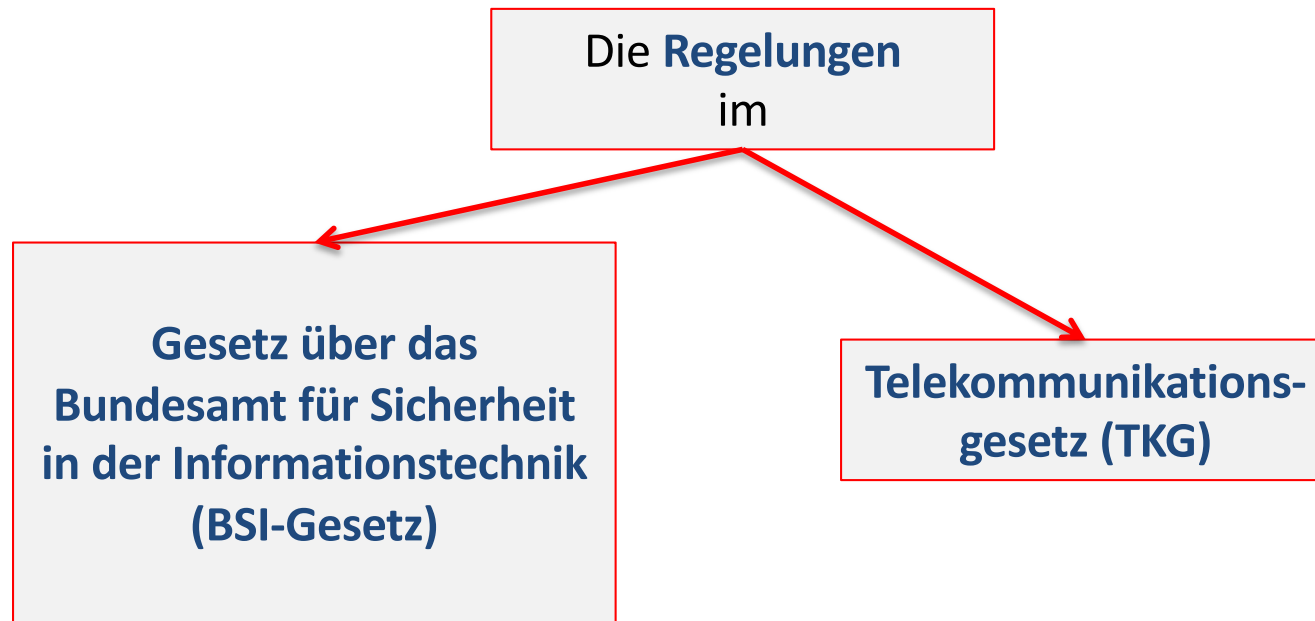 Die Regelungen
im
Gesetz über das
Bundesamt für Sicherheit
in der Informationstechnik
(BSI-Gesetz)
Telekommunikations-
gesetz (TKG)